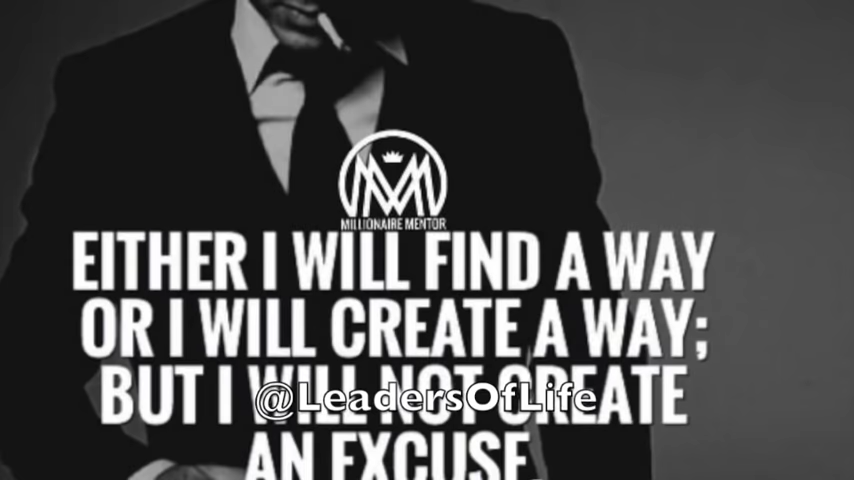 MILLIONAIRE MENTOR
EITHER I WILL FIND A WAY
OR I WILL CREATE A WAY;
BUT I WILL NOT CREATE
@LeadersOfLife
AN EXCUSE